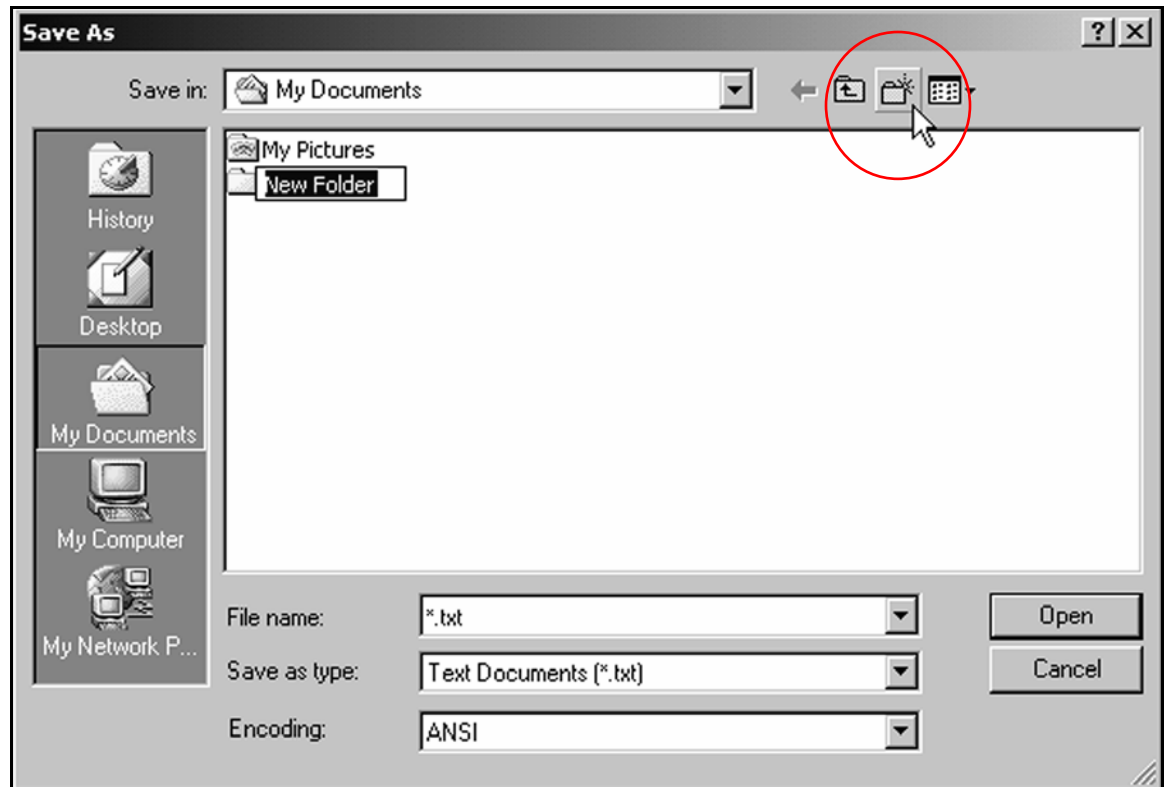 Save As
Save in:
My Documents
History
Desktop
My Documents
My Computer
My Network P...
My Pictures
New Folder
File name:
*.txt
Open
Save as type:
Text Documents (*.txt)
Cancel
Encoding:
ANSI